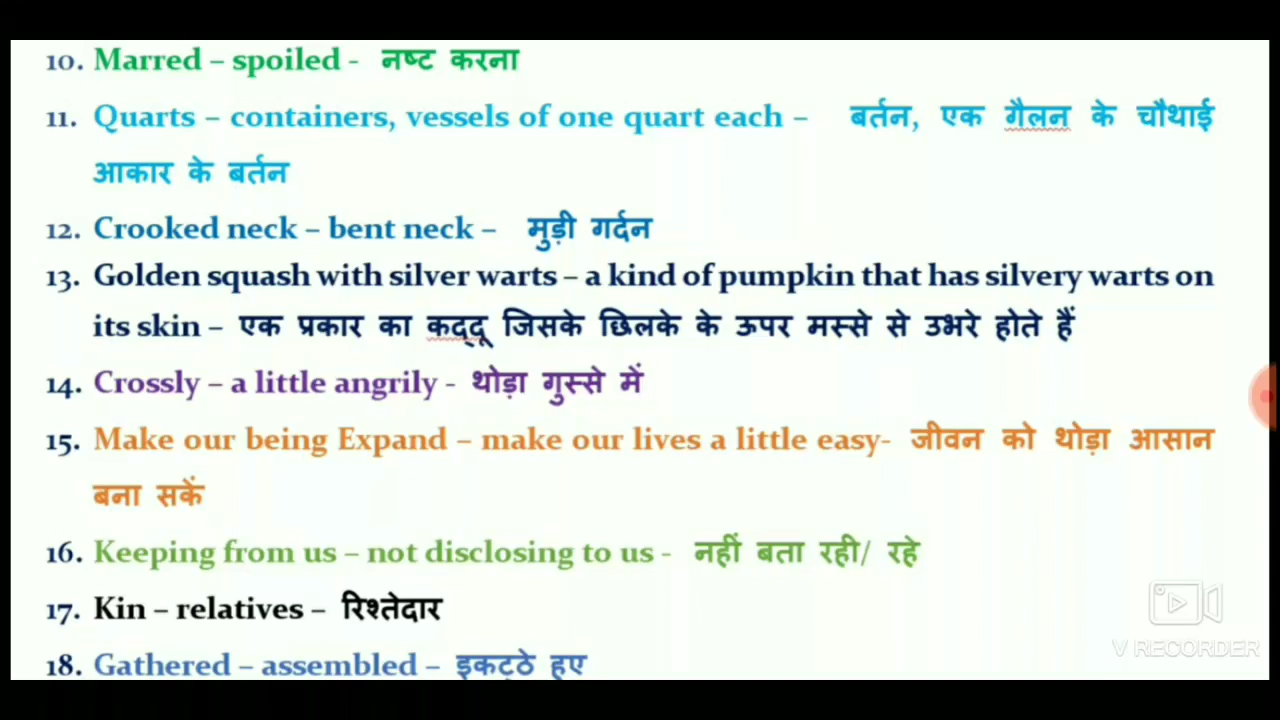 10. Marred – spoiled - नष्ट करना
11. Quarts – containers, vessels of one quart each – बर्तन, एक गैलन के चौथाई
आकार के बर्तन
12. Crooked neck – bent neck – मुड़ी गर्दन
13. Golden squash with silver warts – a kind of pumpkin that has silvery warts on
its skin – एक प्रकार का कद्दू जिसके छिलके के ऊपर मस्से से उभरे होते हैं
14. Crossly – a little angrily - थोड़ा गुस्से में
15. Make our being Expand – make our lives a little easy- जीवन को थोड़ा आसान
बना सकें
16. Keeping from us – not disclosing to us - नहीं बता रही/ रहे
17. Kin – relatives – रिश्तेदार
18. Gathered – assembled – इकट्ठे हुए
V RECORDER